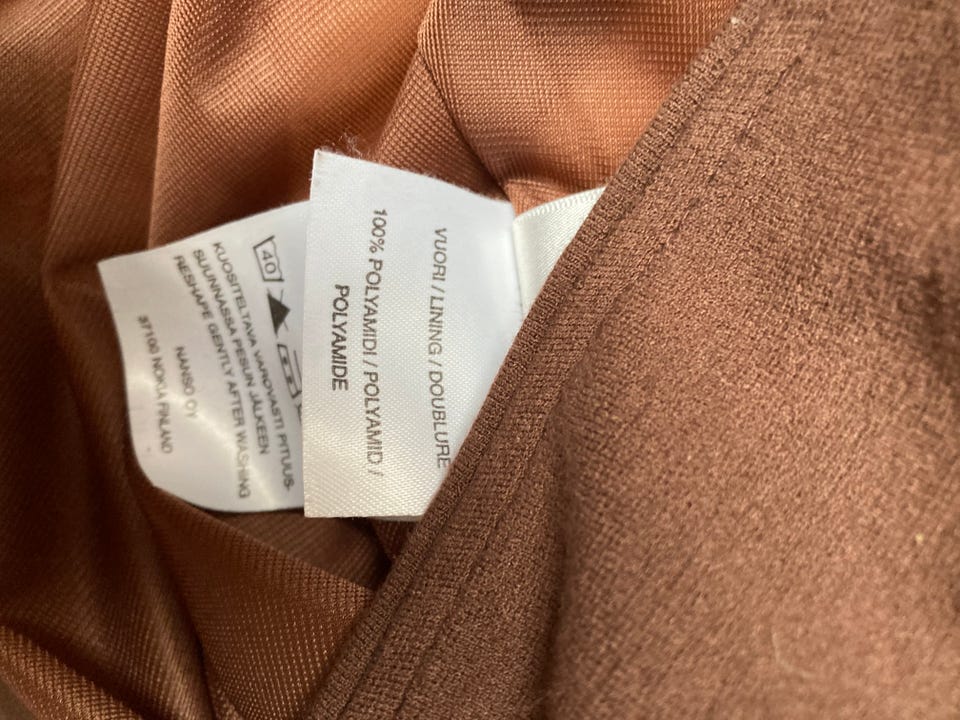 VUORI / LINING / DOUBLURE
100% POLYAMIDI / POLYAMID /
POLYAMIDE
40
KUOSITELTAVA VAROVASTI PITUUS-
SUUNNASSA PESUN JÄLKEEN
RESHAPE GENTLY AFTER WASHING
NANSO OY
37100 NOKIA FINLAND